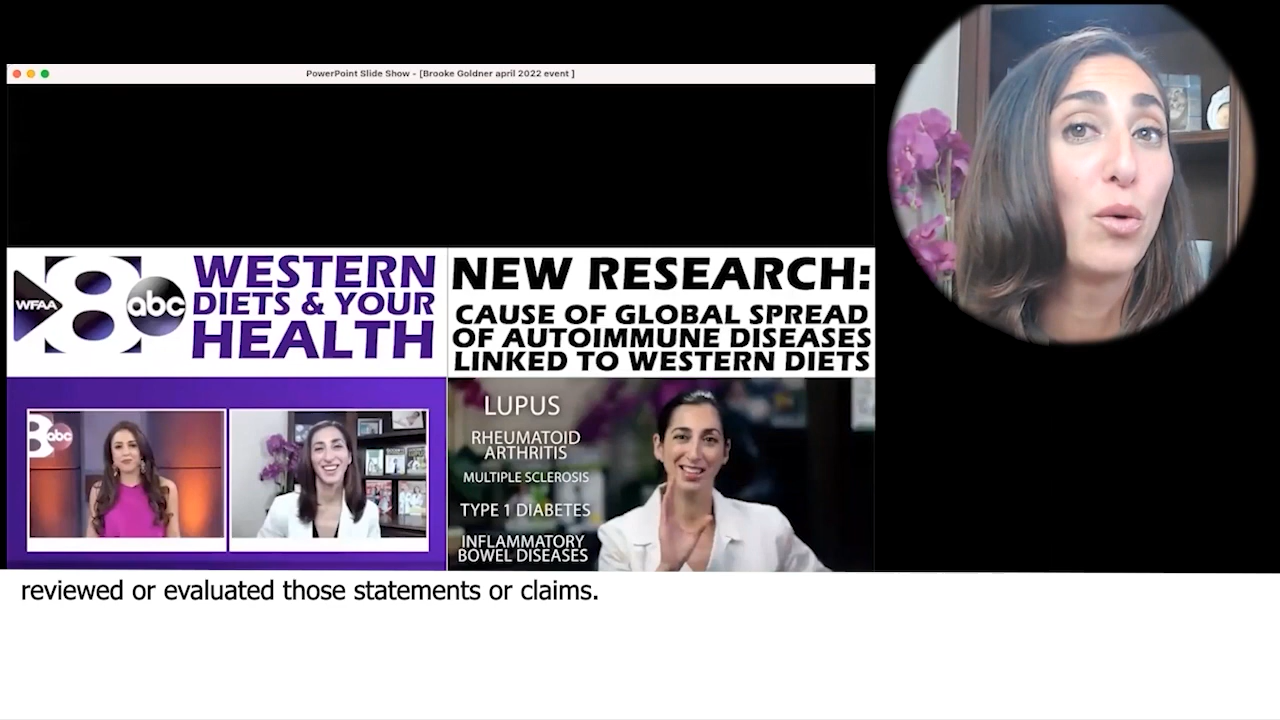 PowerPoint Slide Show - [Brooke Goldner april 2022 event ]
WFAA 8 abc
WESTERN
DIETS & YOUR
HEALTH
NEW RESEARCH:
CAUSE OF GLOBAL SPREAD
OF AUTOIMMUNE DISEASES
LINKED TO WESTERN DIETS
8 abc
LUPUS
RHEUMATOID
ARTHRITIS
MULTIPLE SCLEROSIS
TYPE 1 DIABETES
INFLAMMATORY
BOWEL DISEASES
reviewed or evaluated those statements or claims.